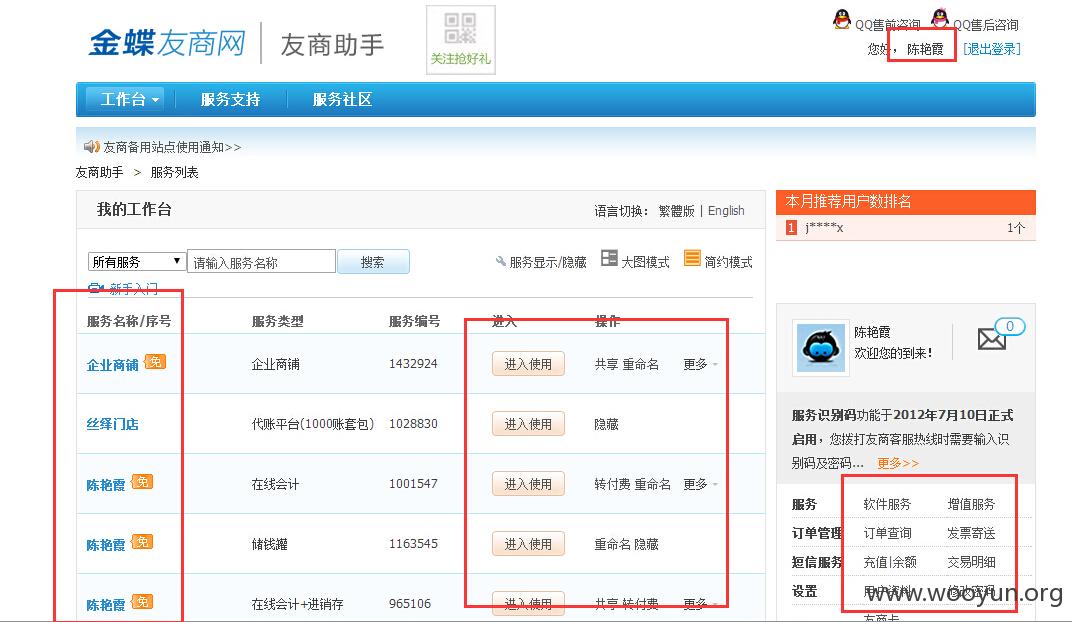 金蝶友商网 友商助手 关注抢好礼
QQ售前咨询 QQ售后咨询
您好， 陈艳霞 [退出登录]
工作台 服务支持 服务社区
友商备用站点使用通知>>
友商助手 > 服务列表
我的工作台 语言切换： 繁體版 | English
所有服务 请输入服务名称 搜索 服务显示/隐藏 大图模式 简约模式
新手入门
服务名称/序号 服务类型 服务编号 进入 操作
企业商铺 免 企业商铺 1432924 进入使用 共享 重命名 更多
丝绎门店 代账平台(1000账套包) 1028830 进入使用 隐藏
陈艳霞 免 在线会计 1001547 进入使用 转付费 重命名 更多
陈艳霞 免 储钱罐 1163545 进入使用 重命名 隐藏
陈艳霞 免 在线会计+进销存 965106 进入使用 共享 转付费 更多
本月推荐用户数排名
1 j****x 1个
陈艳霞 0
欢迎您的到来！
服务识别码功能于2012年7月10日正式
启用，您拨打友商客服热线时需要输入识
别码及密码... 更多>>
服务 软件服务 增值服务
订单管理 订单查询 发票寄送
短信服务 充值|余额 交易明细
设置 用户资料 修改密码
友商卡
www.wooyun.org